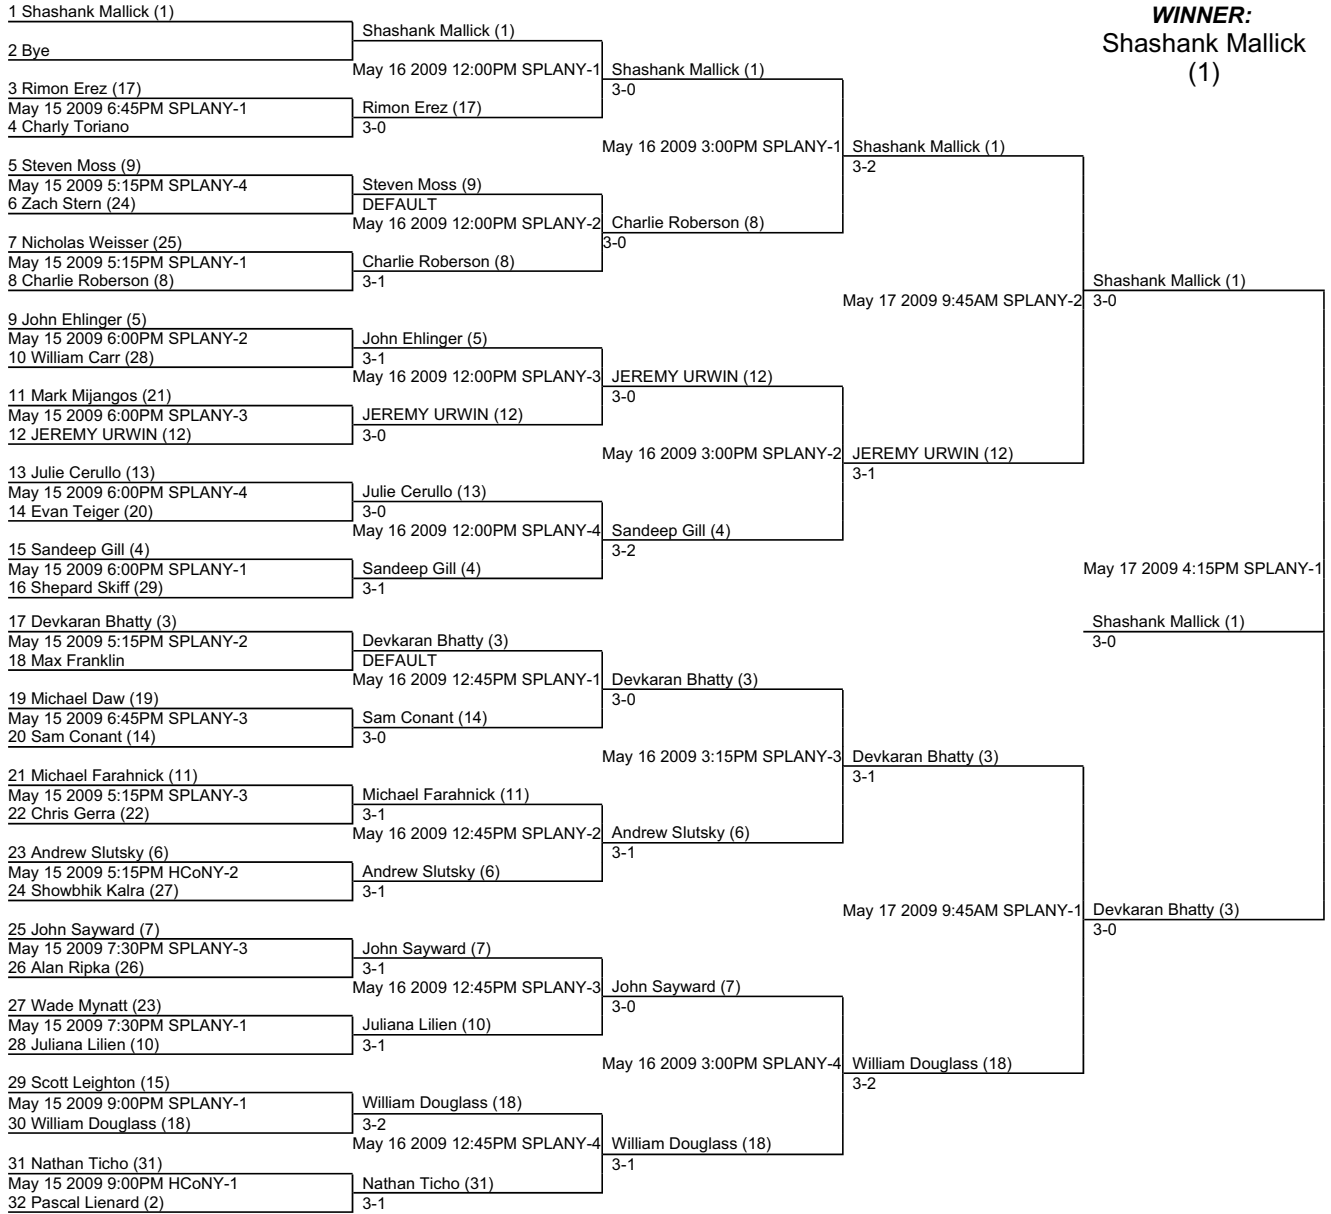 1 Shashank Mallick (1)
2 Bye
3 Rimon Erez (17)
May 15 2009 6:45PM SPLANY-1
4 Charly Toriano
5 Steven Moss (9)
May 15 2009 5:15PM SPLANY-4
6 Zach Stern (24)
7 Nicholas Weisser (25)
May 15 2009 5:15PM SPLANY-1
8 Charlie Roberson (8)
9 John Ehlinger (5)
May 15 2009 6:00PM SPLANY-2
10 William Carr (28)
11 Mark Mijangos (21)
May 15 2009 6:00PM SPLANY-3
12 JEREMY URWIN (12)
13 Julie Cerullo (13)
May 15 2009 6:00PM SPLANY-4
14 Evan Teiger (20)
15 Sandeep Gill (4)
May 15 2009 6:00PM SPLANY-1
16 Shepard Skiff (29)
17 Devkaran Bhatty (3)
May 15 2009 5:15PM SPLANY-2
18 Max Franklin
19 Michael Daw (19)
May 15 2009 6:45PM SPLANY-3
20 Sam Conant (14)
21 Michael Farahnick (11)
May 15 2009 5:15PM SPLANY-3
22 Chris Gerra (22)
23 Andrew Slutsky (6)
May 15 2009 5:15PM HCoNY-2
24 Showbhik Kalra (27)
25 John Sayward (7)
May 15 2009 7:30PM SPLANY-3
26 Alan Ripka (26)
27 Wade Mynatt (23)
May 15 2009 7:30PM SPLANY-1
28 Juliana Lilien (10)
29 Scott Leighton (15)
May 15 2009 9:00PM SPLANY-1
30 William Douglass (18)
31 Nathan Ticho (31)
May 15 2009 9:00PM HCoNY-1
32 Pascal Lienard (2)
Shashank Mallick (1)
May 16 2009 12:00PM SPLANY-1
Rimon Erez (17)
3-0
Steven Moss (9)
DEFAULT
May 16 2009 12:00PM SPLANY-2
Charlie Roberson (8)
3-1
John Ehlinger (5)
3-1
May 16 2009 12:00PM SPLANY-3
JEREMY URWIN (12)
3-0
Julie Cerullo (13)
3-0
May 16 2009 12:00PM SPLANY-4
Sandeep Gill (4)
3-1
Devkaran Bhatty (3)
DEFAULT
May 16 2009 12:45PM SPLANY-1
Sam Conant (14)
3-0
Michael Farahnick (11)
3-1
May 16 2009 12:45PM SPLANY-2
Andrew Slutsky (6)
3-1
John Sayward (7)
3-1
May 16 2009 12:45PM SPLANY-3
Juliana Lilien (10)
3-1
William Douglass (18)
3-2
May 16 2009 12:45PM SPLANY-4
Nathan Ticho (31)
3-1
Shashank Mallick (1)
3-0
May 16 2009 3:00PM SPLANY-1
Charlie Roberson (8)
3-0
JEREMY URWIN (12)
3-0
May 16 2009 3:00PM SPLANY-2
Sandeep Gill (4)
3-2
Devkaran Bhatty (3)
3-0
May 16 2009 3:15PM SPLANY-3
Andrew Slutsky (6)
3-1
John Sayward (7)
3-0
May 16 2009 3:00PM SPLANY-4
William Douglass (18)
3-1
Shashank Mallick (1)
3-2
May 17 2009 9:45AM SPLANY-2
JEREMY URWIN (12)
3-1
Devkaran Bhatty (3)
3-1
May 17 2009 9:45AM SPLANY-1
William Douglass (18)
3-2
WINNER:
Shashank Mallick
(1)
Shashank Mallick (1)
3-0
May 17 2009 4:15PM SPLANY-1
Shashank Mallick (1)
3-0
Devkaran Bhatty (3)
3-0